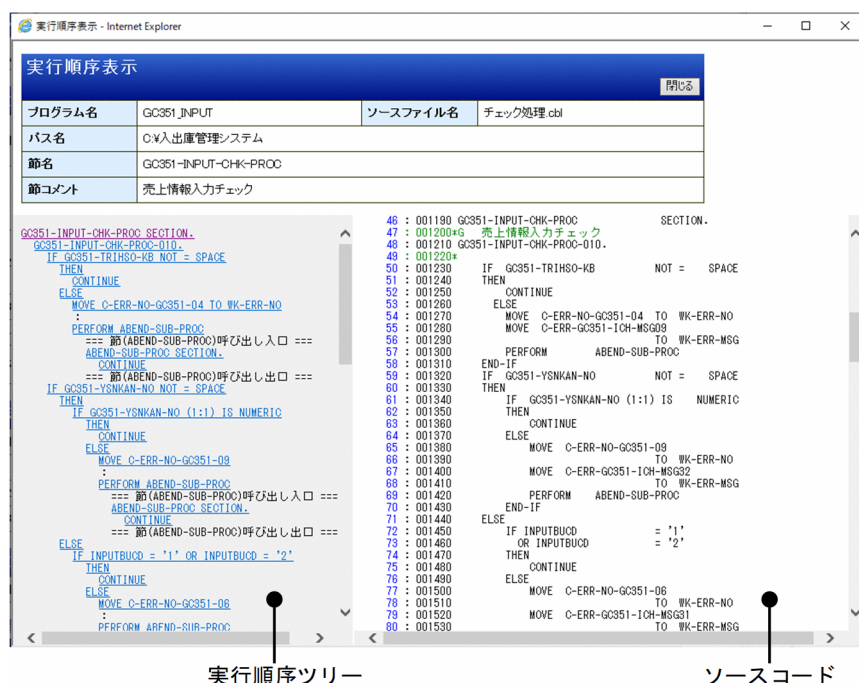 実行順序表示 - Internet Explorer
実行順序表示
閉じる
プログラム名 GC351_INPUT ソースファイル名 チェック処理.cbl
パス名 C:¥入出庫管理システム
節名 GC351-INPUT-CHK-PROC
節コメント 売上情報入力チェック
GC351-INPUT-CHK-PROC SECTION.
GC351-INPUT-CHK-PROC-010.
IF GC351-TRIHSO-KB NOT = SPACE
THEN
CONTINUE
ELSE
MOVE C-ERR-NO-GC351-04 TO WK-ERR-NO
:
PERFORM ABEND-SUB-PROC
=== 節(ABEND-SUB-PROC)呼び出し入口 ===
ABEND-SUB-PROC SECTION.
CONTINUE
=== 節(ABEND-SUB-PROC)呼び出し出口 ===
IF GC351-YSNKAN-NO NOT = SPACE
THEN
IF GC351-YSNKAN-NO (1:1) IS NUMERIC
THEN
CONTINUE
ELSE
MOVE C-ERR-NO-GC351-09
:
PERFORM ABEND-SUB-PROC
=== 節(ABEND-SUB-PROC)呼び出し入口 ===
ABEND-SUB-PROC SECTION.
CONTINUE
=== 節(ABEND-SUB-PROC)呼び出し出口 ===
ELSE
IF INPUTBUCD = '1' OR INPUTBUCD = '2'
THEN
CONTINUE
ELSE
MOVE C-ERR-NO-GC351-06
:
PERFORM ABEND-SUB-PROC
46 : 001190 GC351-INPUT-CHK-PROC SECTION.
47 : 001200*G 売上情報入力チェック
48 : 001210 GC351-INPUT-CHK-PROC-010.
49 : 001220*
50 : 001230 IF GC351-TRIHSO-KB NOT = SPACE
51 : 001240 THEN
52 : 001250 CONTINUE
53 : 001260 ELSE
54 : 001270 MOVE C-ERR-NO-GC351-04 TO WK-ERR-NO
55 : 001280 MOVE C-ERR-GC351-ICH-MSG09
56 : 001290 TO WK-ERR-MSG
57 : 001300 PERFORM ABEND-SUB-PROC
58 : 001310 END-IF
59 : 001320 IF GC351-YSNKAN-NO NOT = SPACE
60 : 001330 THEN
61 : 001340 IF GC351-YSNKAN-NO (1:1) IS NUMERIC
62 : 001350 THEN
63 : 001360 CONTINUE
64 : 001370 ELSE
65 : 001380 MOVE C-ERR-NO-GC351-09
66 : 001390 TO WK-ERR-NO
67 : 001400 MOVE C-ERR-GC351-ICH-MSG32
68 : 001410 TO WK-ERR-MSG
69 : 001420 PERFORM ABEND-SUB-PROC
70 : 001430 END-IF
71 : 001440 ELSE
72 : 001450 IF INPUTBUCD = '1'
73 : 001460 OR INPUTBUCD = '2'
74 : 001470 THEN
75 : 001480 CONTINUE
76 : 001490 ELSE
77 : 001500 MOVE C-ERR-NO-GC351-06
78 : 001510 TO WK-ERR-NO
79 : 001520 MOVE C-ERR-GC351-ICH-MSG31
80 : 001530 TO WK-ERR-MSG
実行順序ツリー
ソースコード